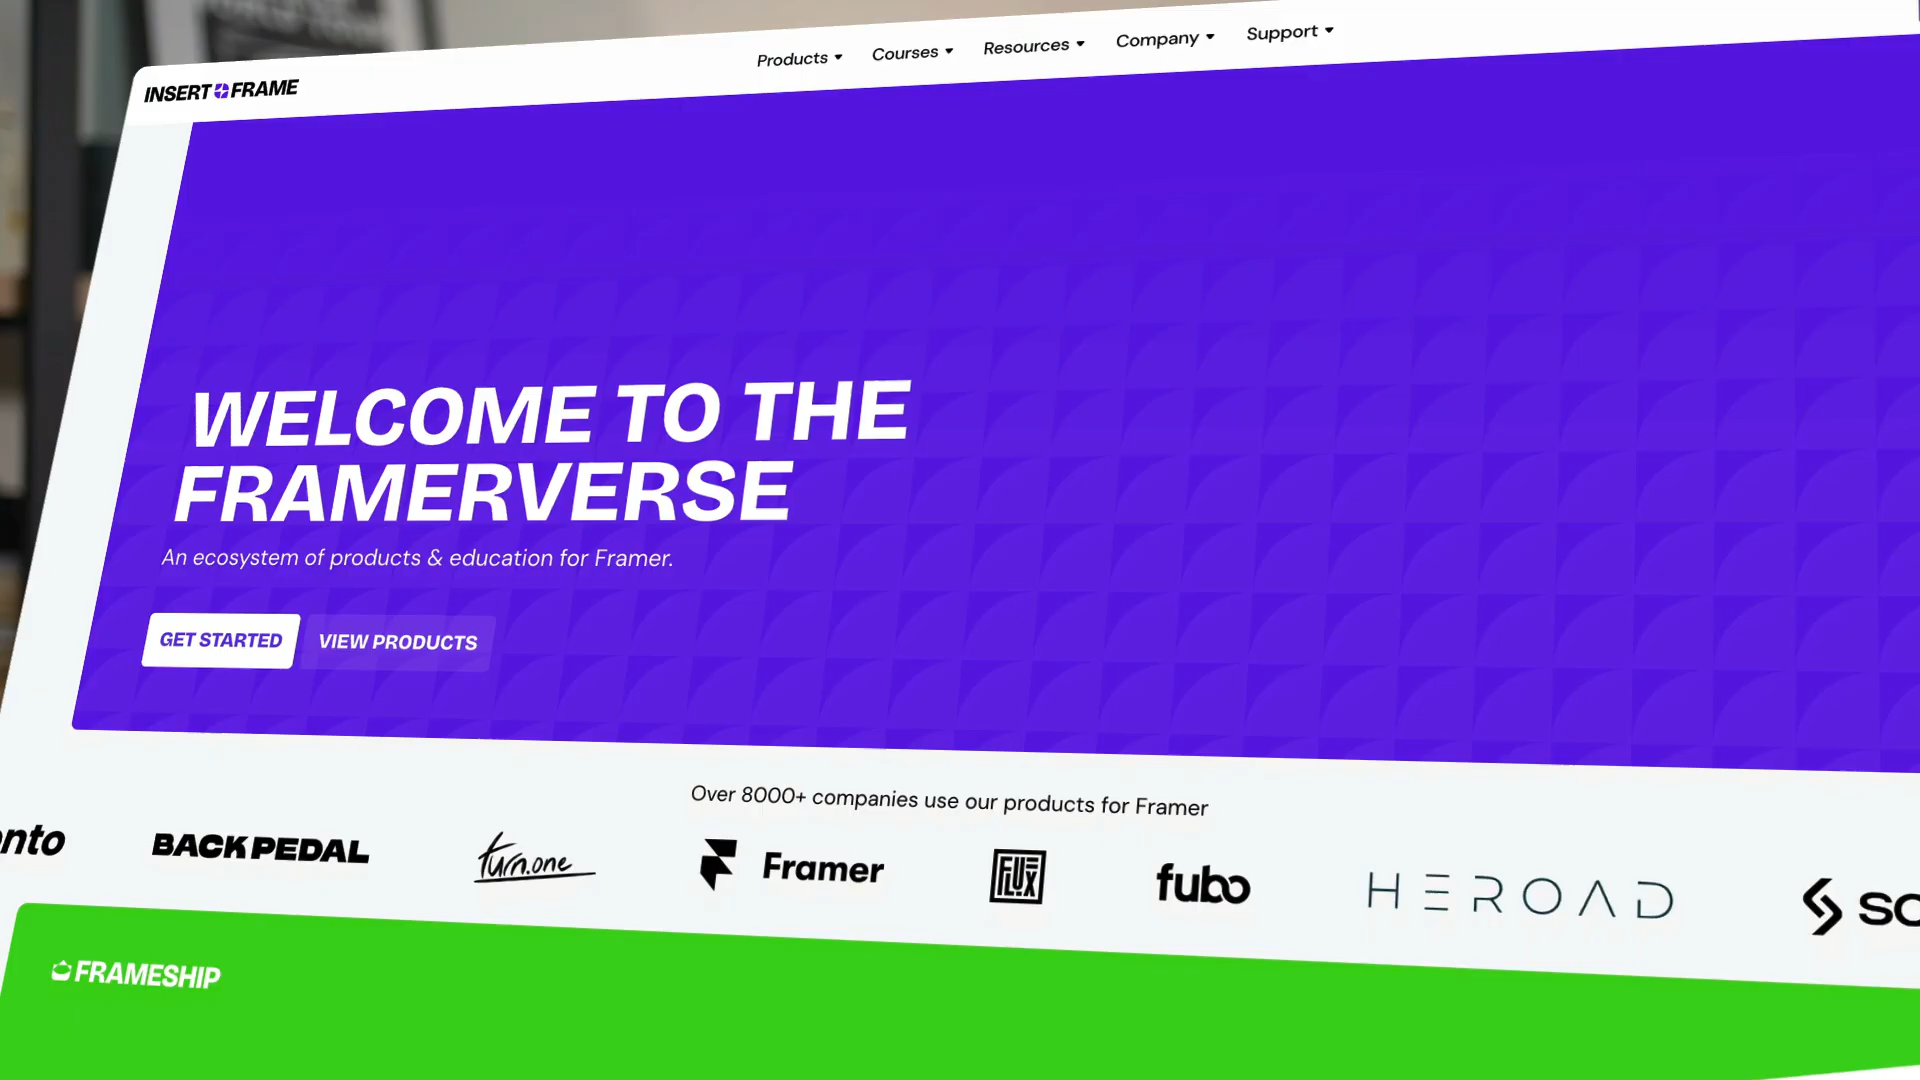 INSERT FRAME
Products
Courses
Resources
Company
Support
WELCOME TO THE
FRAMERVERSE
An ecosystem of products & education for Framer.
GET STARTED
VIEW PRODUCTS
Over 8000+ companies use our products for Framer
BACKPEDAL
turn.one
Framer
FLUX
fubo
HEROAD
FRAMESHIP